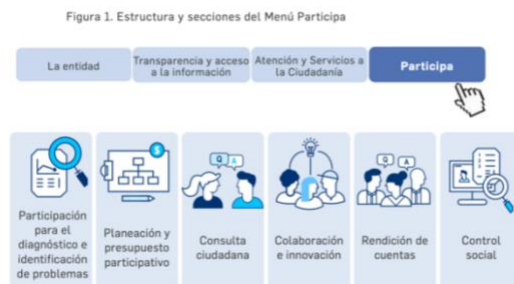 Figura 1. Estructura y secciones del Menú Participa
La entidad
Transparencia y acceso
a la información
Atención y Servicios a
la Ciudadanía
Participa
Q A
$
Q A
Participación
para el
diagnóstico e
identificación
de problemas
Planeación y
presupuesto
participativo
Consulta
ciudadana
Colaboración
e innovación
Rendición de
cuentas
Control
social